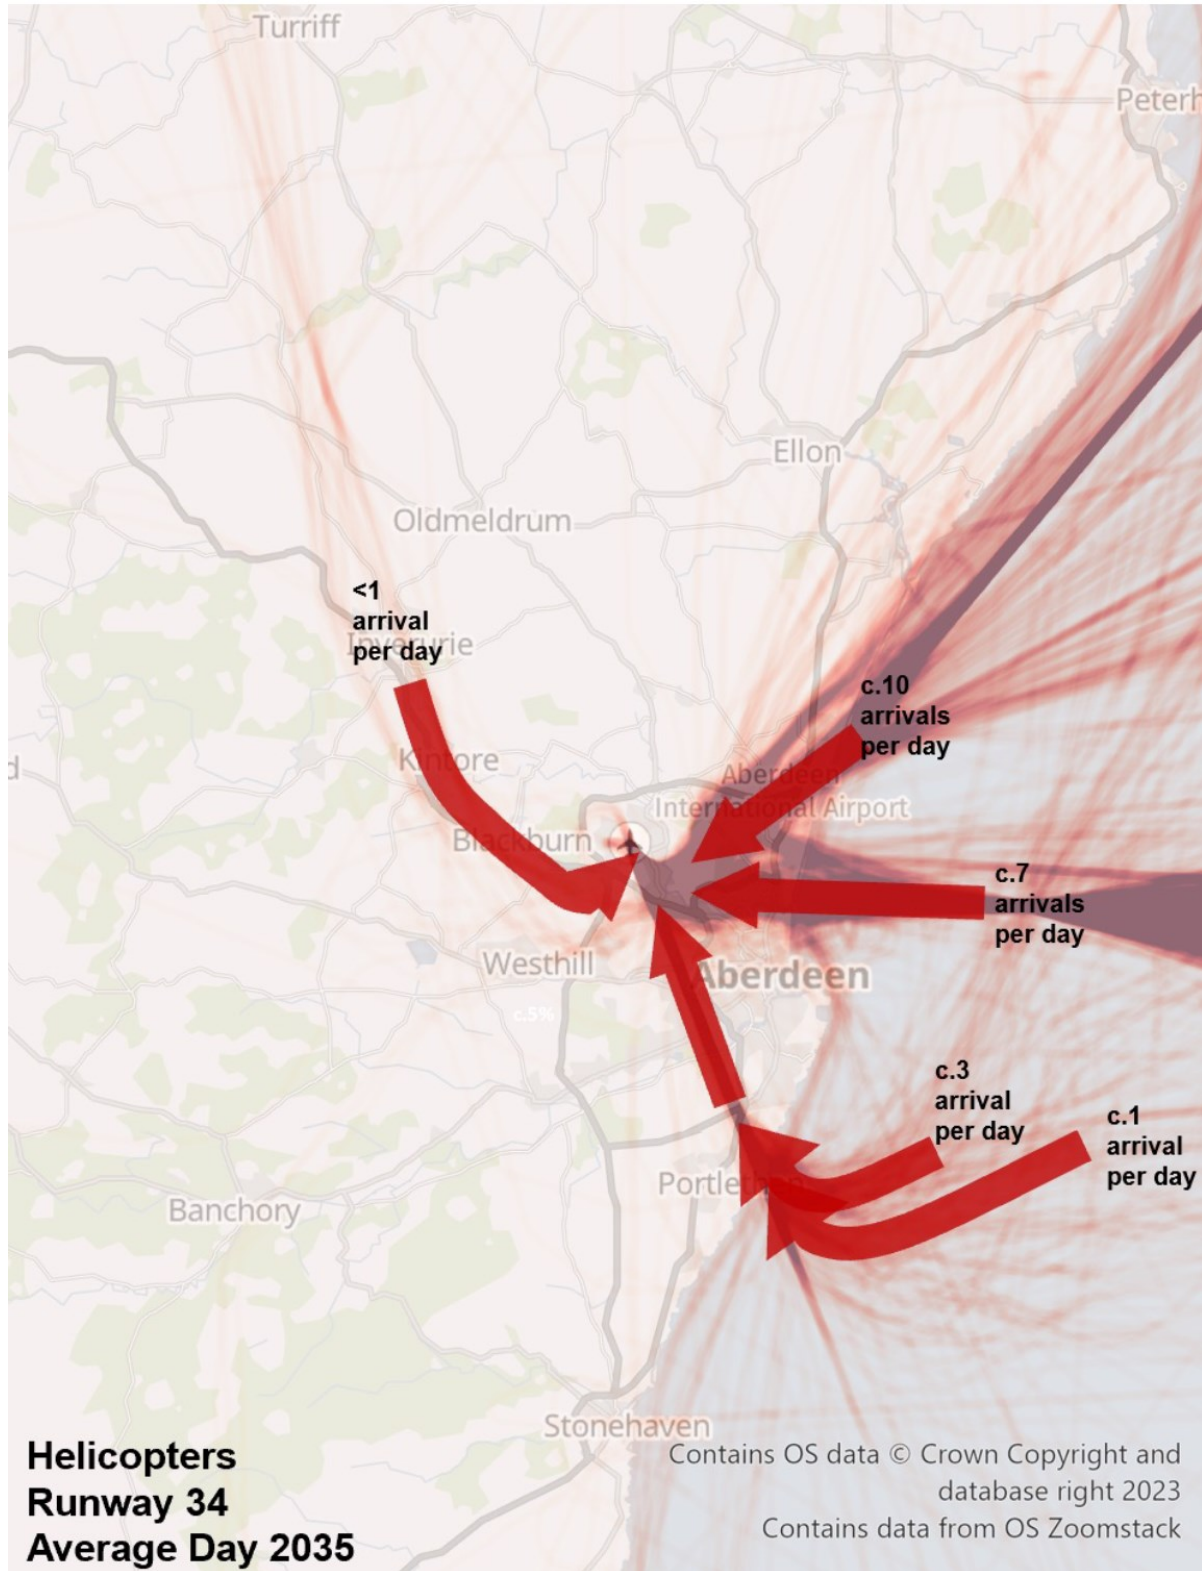 Turriff
Peterh
Ellon
Oldmeldrum
<1
arrival
per day
Inverurie
c.10
arrivals
per day
Kintore
Aberdeen
International Airport
Blackburn
c.7
arrivals
per day
Westhill
Aberdeen
c.5%
c.3
arrival
per day
c.1
arrival
per day
Banchory
Stonehaven
Helicopters
Runway 34
Average Day 2035
Contains OS data © Crown Copyright and
database right 2023
Contains data from OS Zoomstack